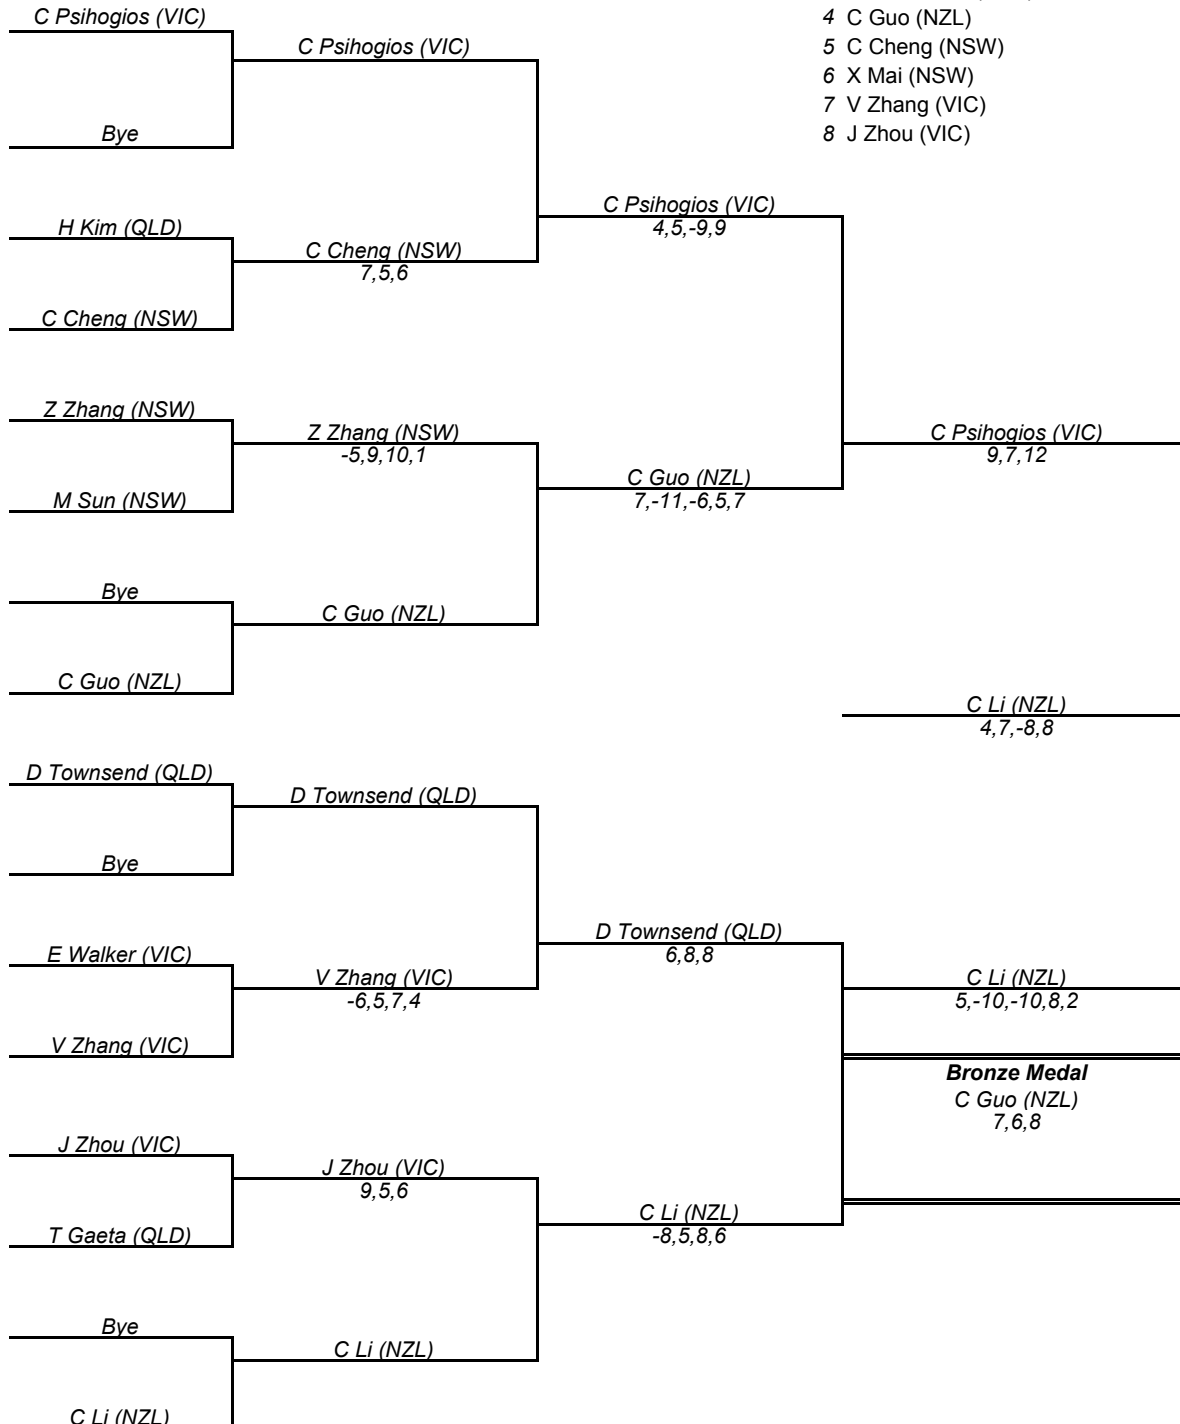 C Psihogios (VIC)
Bye
H Kim (QLD)
C Cheng (NSW)
Z Zhang (NSW)
M Sun (NSW)
Bye
C Guo (NZL)
D Townsend (QLD)
Bye
E Walker (VIC)
V Zhang (VIC)
J Zhou (VIC)
T Gaeta (QLD)
Bye
C Li (NZL)
C Psihogios (VIC)
C Cheng (NSW)
7,5,6
Z Zhang (NSW)
-5,9,10,1
C Guo (NZL)
D Townsend (QLD)
V Zhang (VIC)
-6,5,7,4
J Zhou (VIC)
9,5,6
C Li (NZL)
C Psihogios (VIC)
4,5,-9,9
C Guo (NZL)
7,-11,-6,5,7
D Townsend (QLD)
6,8,8
C Li (NZL)
-8,5,8,6
4 C Guo (NZL)
5 C Cheng (NSW)
6 X Mai (NSW)
7 V Zhang (VIC)
8 J Zhou (VIC)
C Psihogios (VIC)
9,7,12
C Li (NZL)
4,7,-8,8
C Li (NZL)
5,-10,-10,8,2
Bronze Medal
C Guo (NZL)
7,6,8